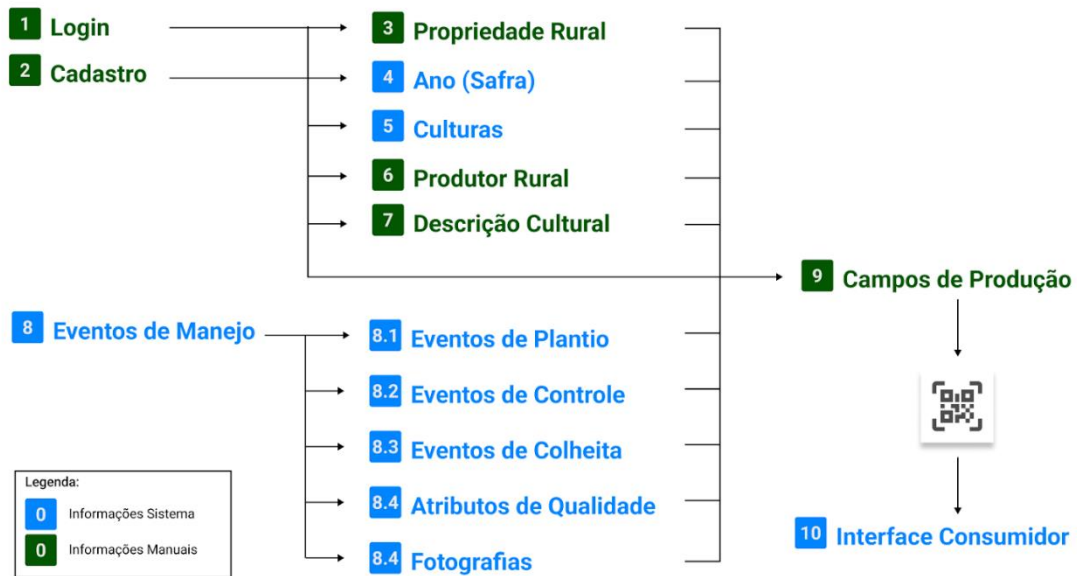 1 Login
2 Cadastro
3 Propriedade Rural
4 Ano (Safra)
5 Culturas
6 Produtor Rural
7 Descrição Cultural
8 Eventos de Manejo
8.1 Eventos de Plantio
8.2 Eventos de Controle
8.3 Eventos de Colheita
8.4 Atributos de Qualidade
8.4 Fotografias
9 Campos de Produção
10 Interface Consumidor
Legenda:
0 Informações Sistema
0 Informações Manuais